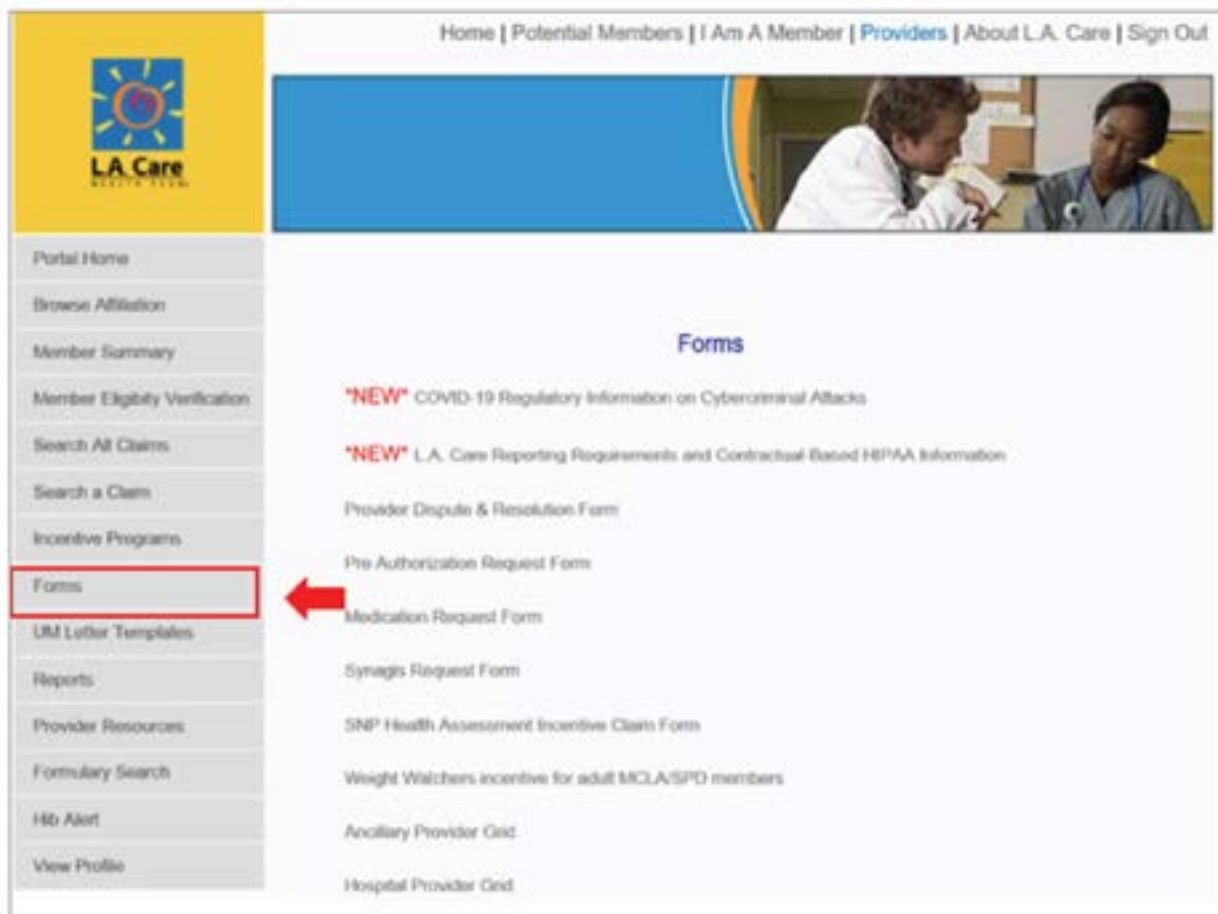 Home | Potential Members | I Am A Member | Providers | About L.A. Care | Sign Out
L.A. Care
HEALTH PLAN
Portal Home
Browse Affiliation
Member Summary
Member Eligibity Verification
Search All Claims
Search a Claim
Incentive Programs
Forms
UM Letter Templates
Reports
Provider Resources
Formulary Search
Hib Alert
View Profile
Forms
*NEW* COVID-19 Regulatory Information on Cybercriminal Attacks
*NEW* L.A. Care Reporting Requirements and Contractual-Based HIPAA Information
Provider Dispute & Resolution Form
Pre Authorization Request Form
Medication Request Form
Synagis Request Form
SNP Health Assessment Incentive Claim Form
Weight Watchers incentive for adult MCLA/SPD members
Ancillary Provider Grid
Hospital Provider Grid